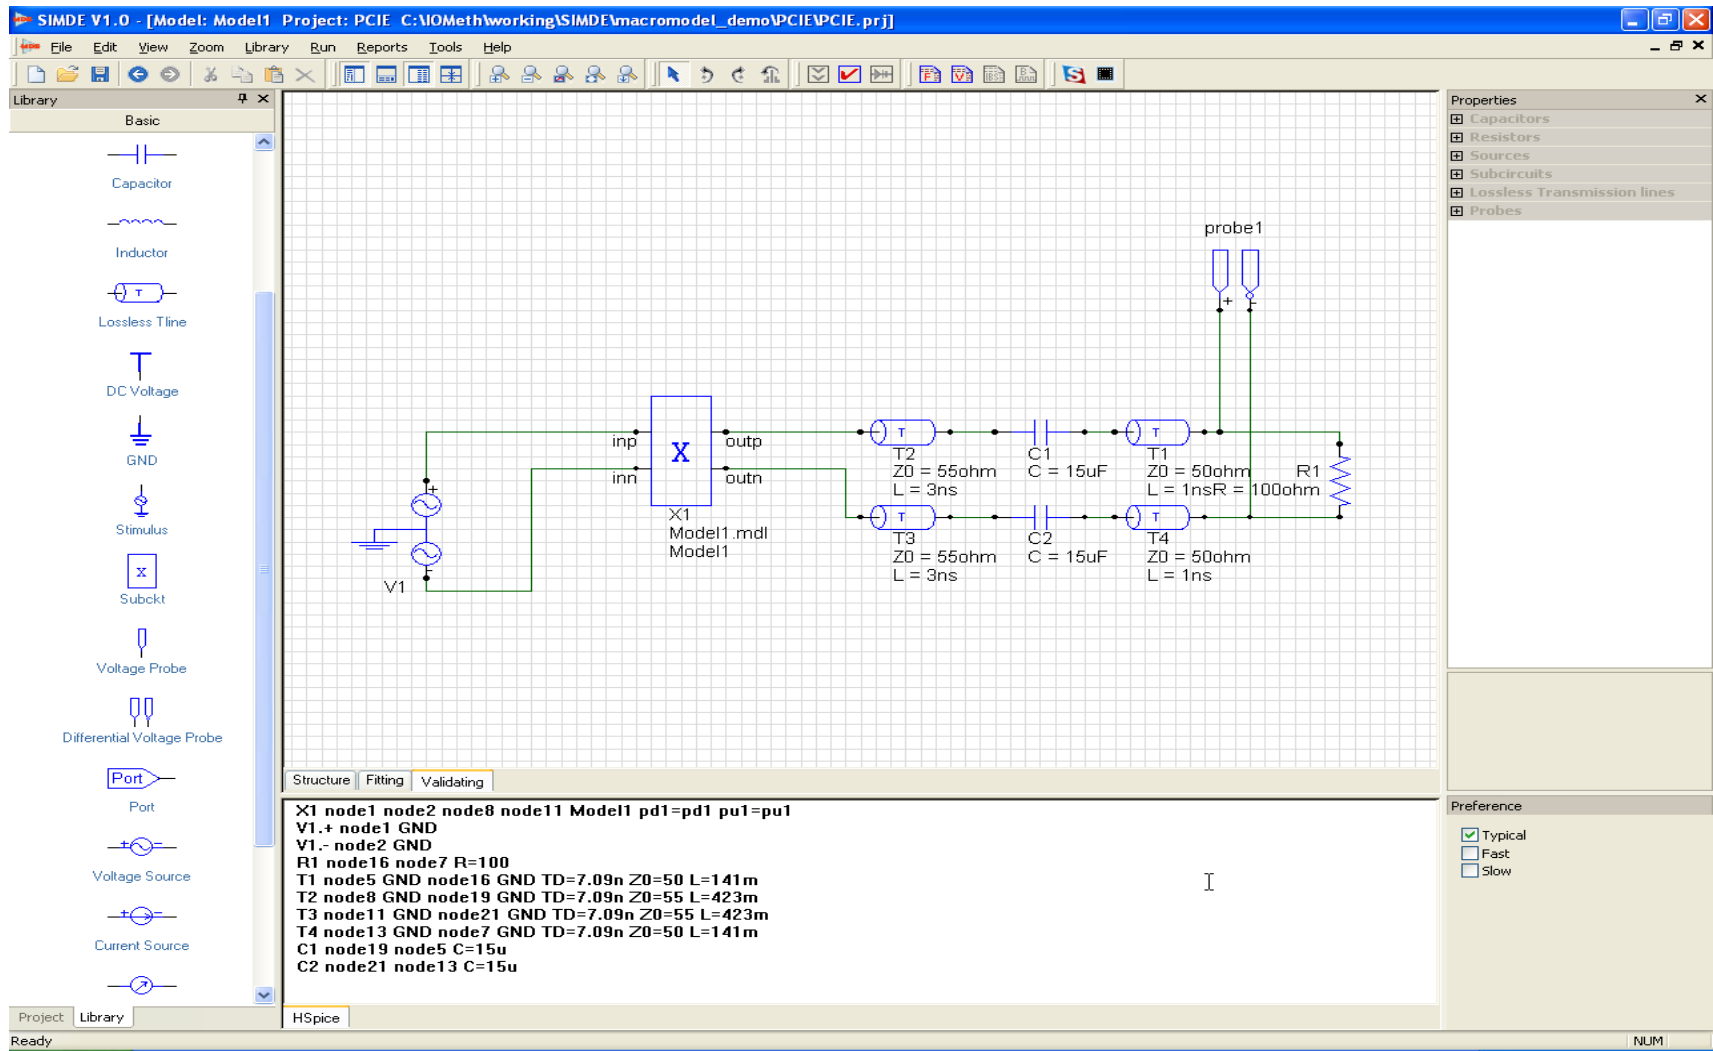 SIMDE V1.0 - [Model: Model1 Project: PCIE C:\IOMeth\working\SIMDE\macromodel_demo\PCIE\PCIE.prj]
File Edit View Zoom Library Run Reports Tools Help
Library
Basic
Capacitor
Inductor
T
Lossless Tline
DC Voltage
GND
Stimulus
X
Subckt
Voltage Probe
Differential Voltage Probe
Port
Port
Voltage Source
Current Source
Project Library
probe1
+ -
inp outp
X
inn outn
X1
Model1.mdl
Model1
+
-
V1
T
T2
Z0 = 55ohm
L = 3ns
C1
C = 15uF
T
T1
Z0 = 50ohm
L = 1ns
R1
R = 100ohm
T
T3
Z0 = 55ohm
L = 3ns
C2
C = 15uF
T
T4
Z0 = 50ohm
L = 1ns
Structure Fitting Validating
X1 node1 node2 node8 node11 Model1 pd1=pd1 pu1=pu1
V1.+ node1 GND
V1.- node2 GND
R1 node16 node7 R=100
T1 node5 GND node16 GND TD=7.09n Z0=50 L=141m
T2 node8 GND node19 GND TD=7.09n Z0=55 L=423m
T3 node11 GND node21 GND TD=7.09n Z0=55 L=423m
T4 node13 GND node7 GND TD=7.09n Z0=50 L=141m
C1 node19 node5 C=15u
C2 node21 node13 C=15u
HSpice
Properties
Capacitors
Resistors
Sources
Subcircuits
Lossless Transmission lines
Probes
Preference
Typical
Fast
Slow
Ready
NUM